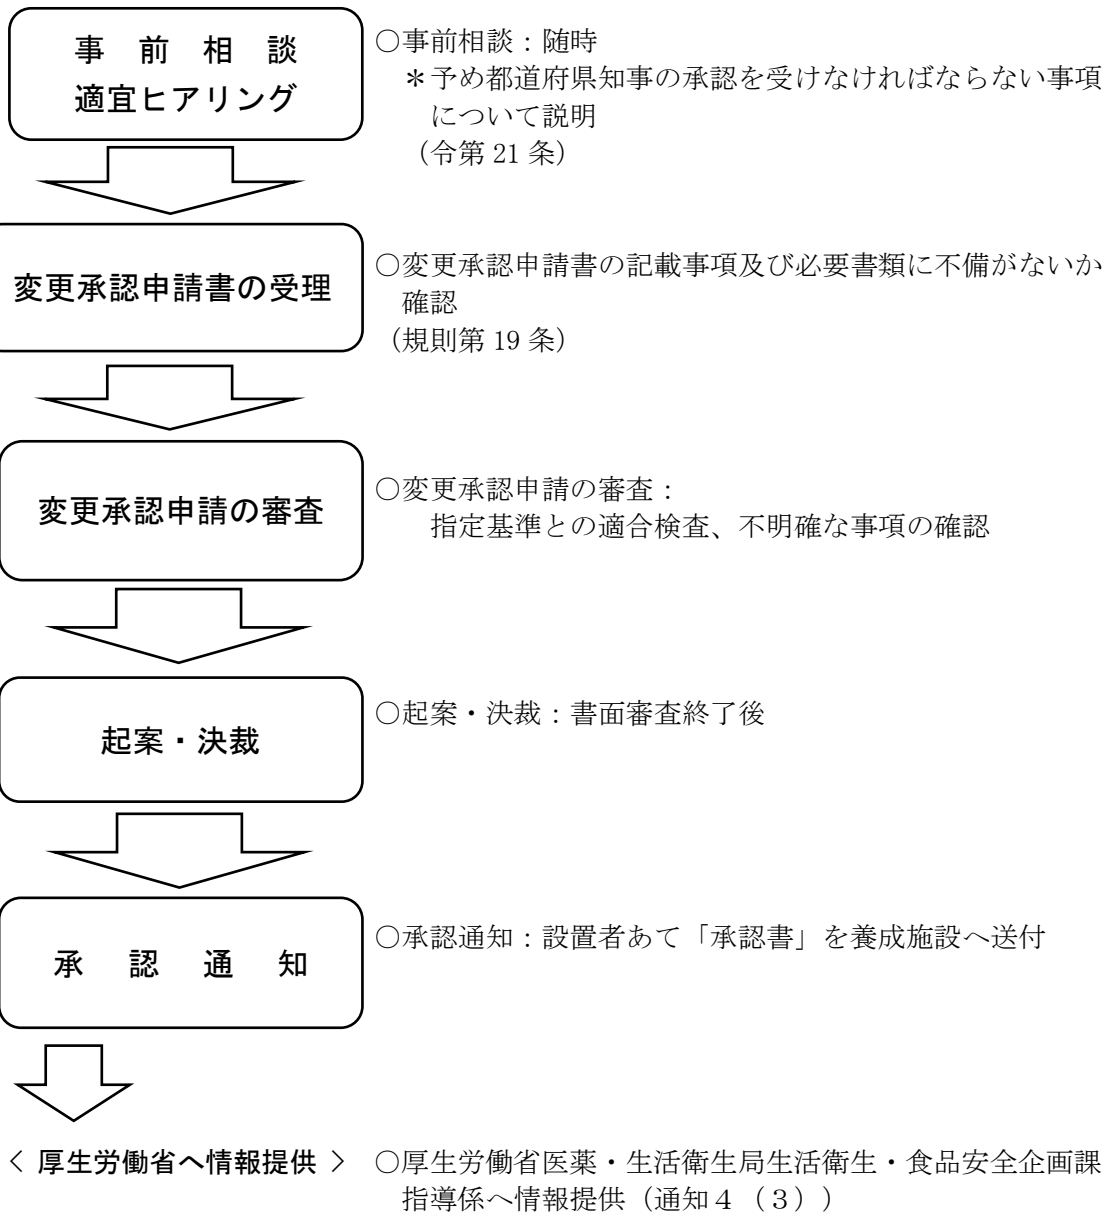 事　前　相　談
適宜ヒアリング
○事前相談：随時
＊予め都道府県知事の承認を受けなければならない事項
について説明
（令第 21 条）
変更承認申請書の受理
○変更承認申請書の記載事項及び必要書類に不備がないか
確認
（規則第 19 条）
変更承認申請の審査
○変更承認申請の審査：
指定基準との適合検査、不明確な事項の確認
起案・決裁
○起案・決裁：書面審査終了後
承　認　通　知
○承認通知：設置者あて「承認書」を養成施設へ送付
＜ 厚生労働省へ情報提供 ＞
○厚生労働省医薬・生活衛生局生活衛生・食品安全企画課
指導係へ情報提供（通知４（３））